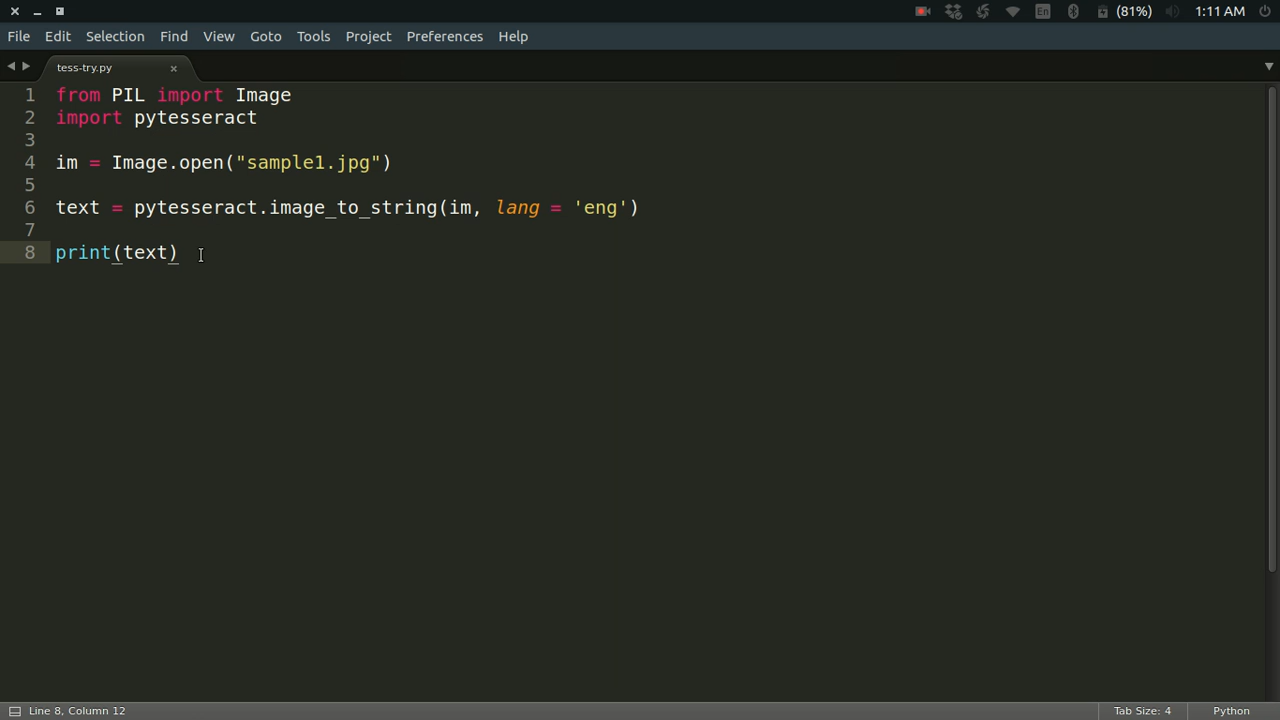 (81%) 1:11 AM
En
File Edit Selection Find View Goto Tools Project Preferences Help
tess-try.py
1 from PIL import Image
2 import pytesseract
3
4 im = Image.open("sample1.jpg")
5
6 text = pytesseract.image_to_string(im, lang = 'eng')
7
8 print(text)
Line 8, Column 12 Tab Size: 4 Python